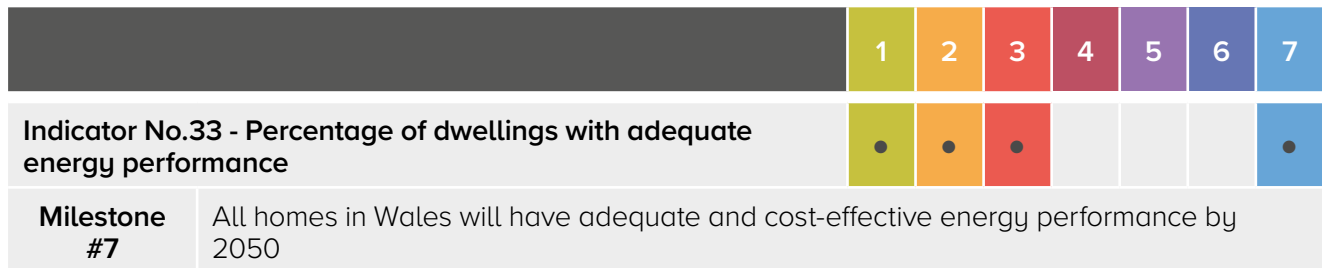 1 2 3 4 5 6 7
Indicator No.33 - Percentage of dwellings with adequate
energy performance
Milestone
#7
All homes in Wales will have adequate and cost-effective energy performance by
2050